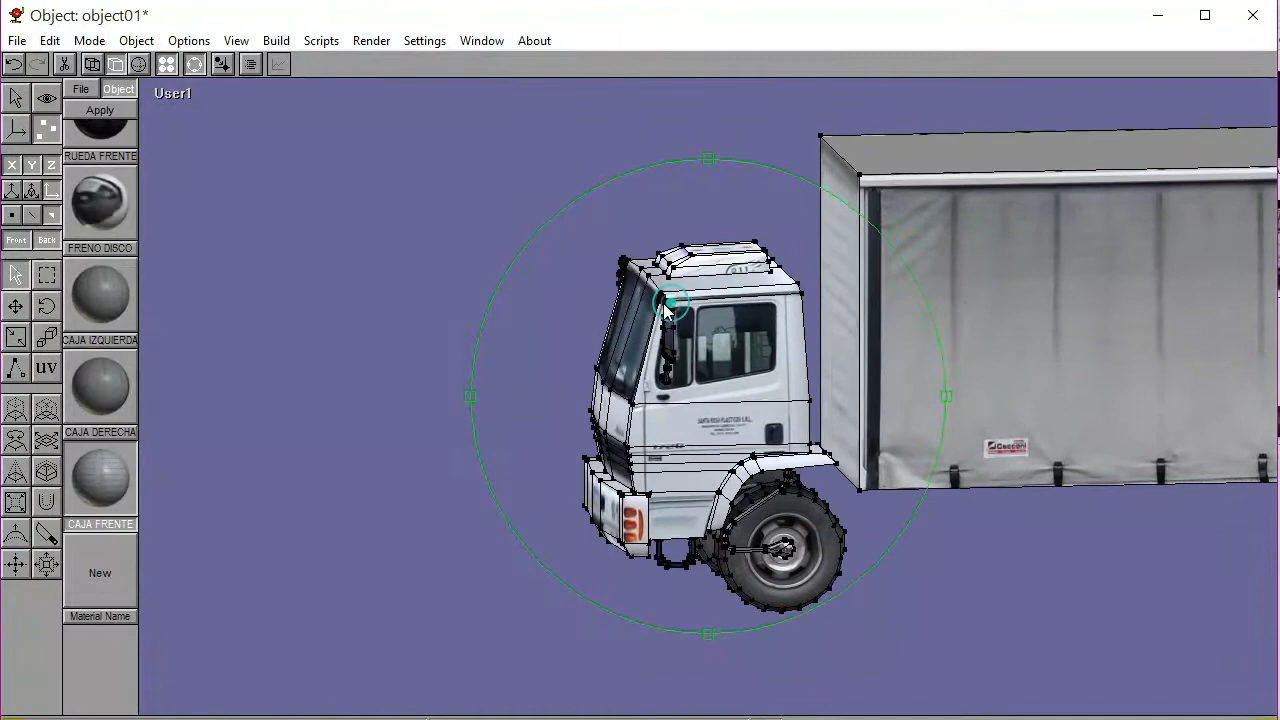 Object: object01*
File Edit Mode Object Options View Build Scripts Render Settings Window About
File Object
Apply
User1
RUEDA FRENTE
X Y Z
FRENO DISCO
Front Back
CAJA IZQUIERDA
uv
CAJA DERECHA
CAJA FRENTE
New
Material Name
Cecconi